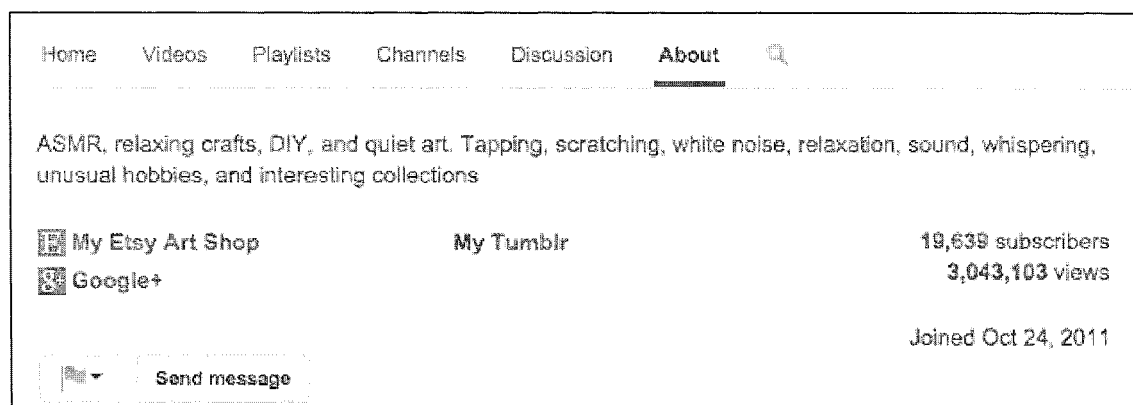 Home Videos Playlists Channels Discussion About
ASMR, relaxing crafts, DIY, and quiet art. Tapping, scratching, white noise, relaxation, sound, whispering,
unusual hobbies, and interesting collections
My Etsy Art Shop My Tumblr 19,639 subscribers
Google+ 3,043,103 views
Joined Oct 24, 2011
Send message